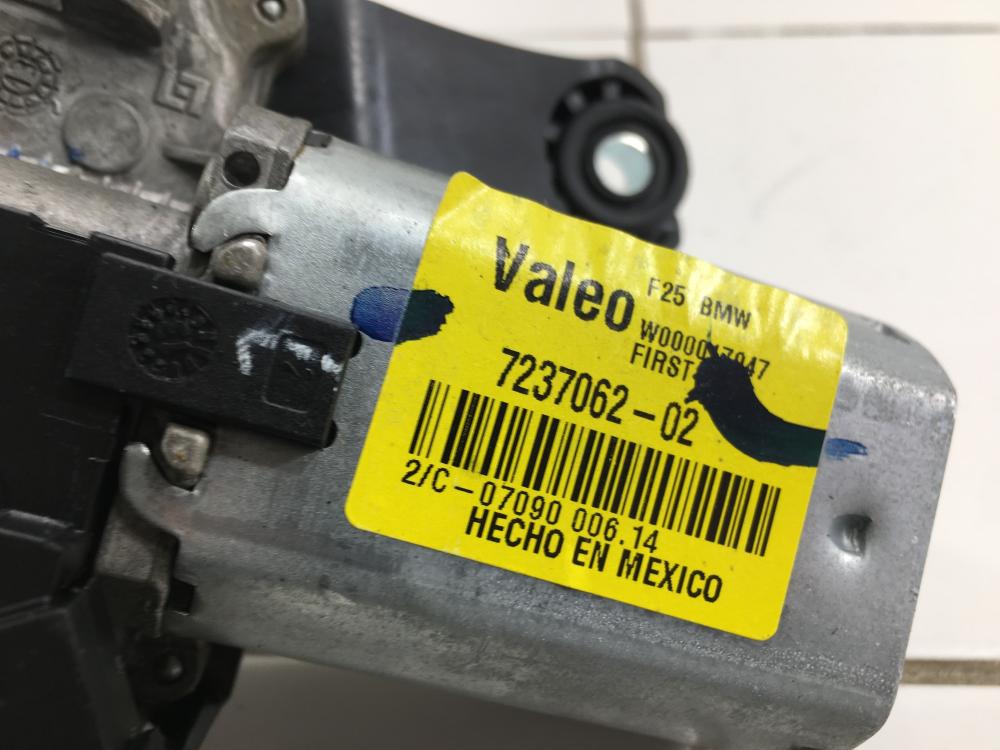 Valeo
F25 BMW
FIRST
7237062-02
2/C-07090 006.14
HECHO EN MEXICO